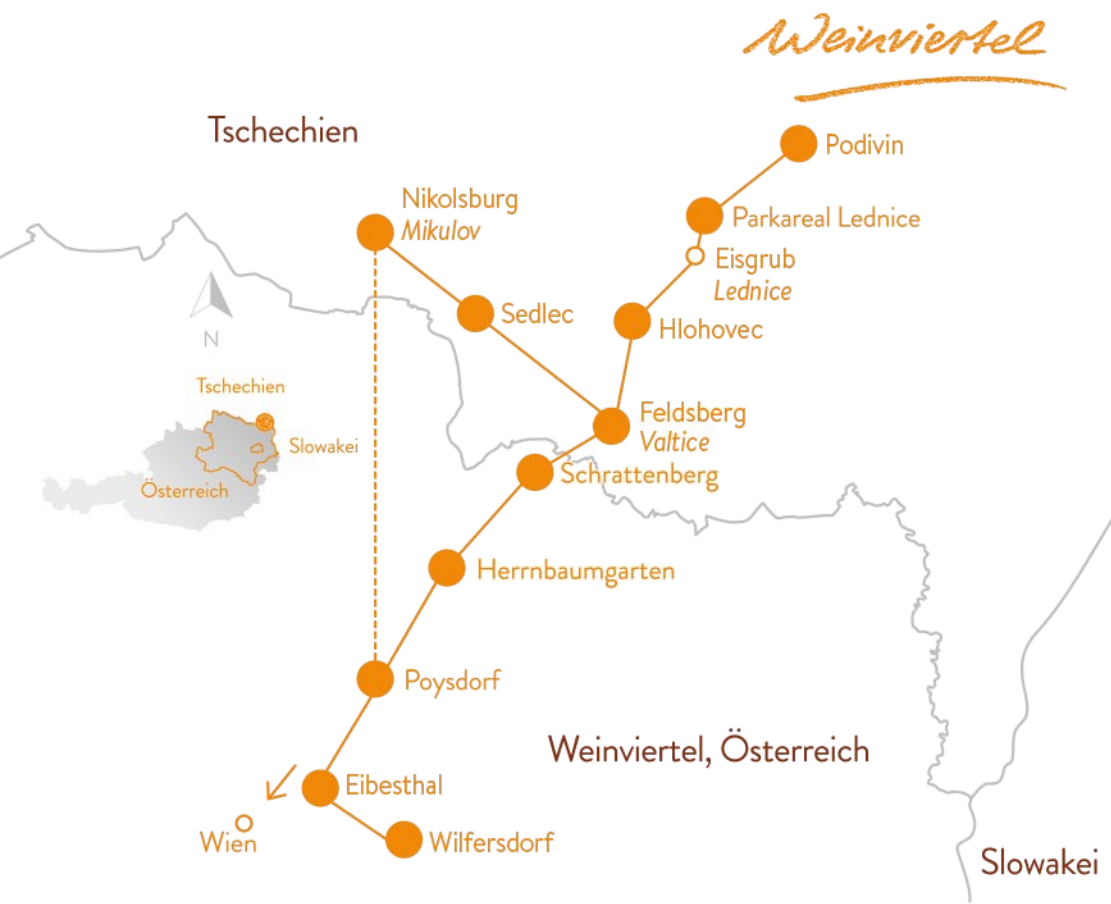 Weinviertel
Tschechien
Podivin
Nikolsburg
Mikulov
Parkareal Lednice
Eisgrub
Lednice
Sedlec
Hlohovec
N
Tschechien
Slowakei
Österreich
Feldsberg
Valtice
Schrattenberg
Herrnbaumgarten
Poysdorf
Weinviertel, Österreich
Eibesthal
Wien
Wilfersdorf
Slowakei